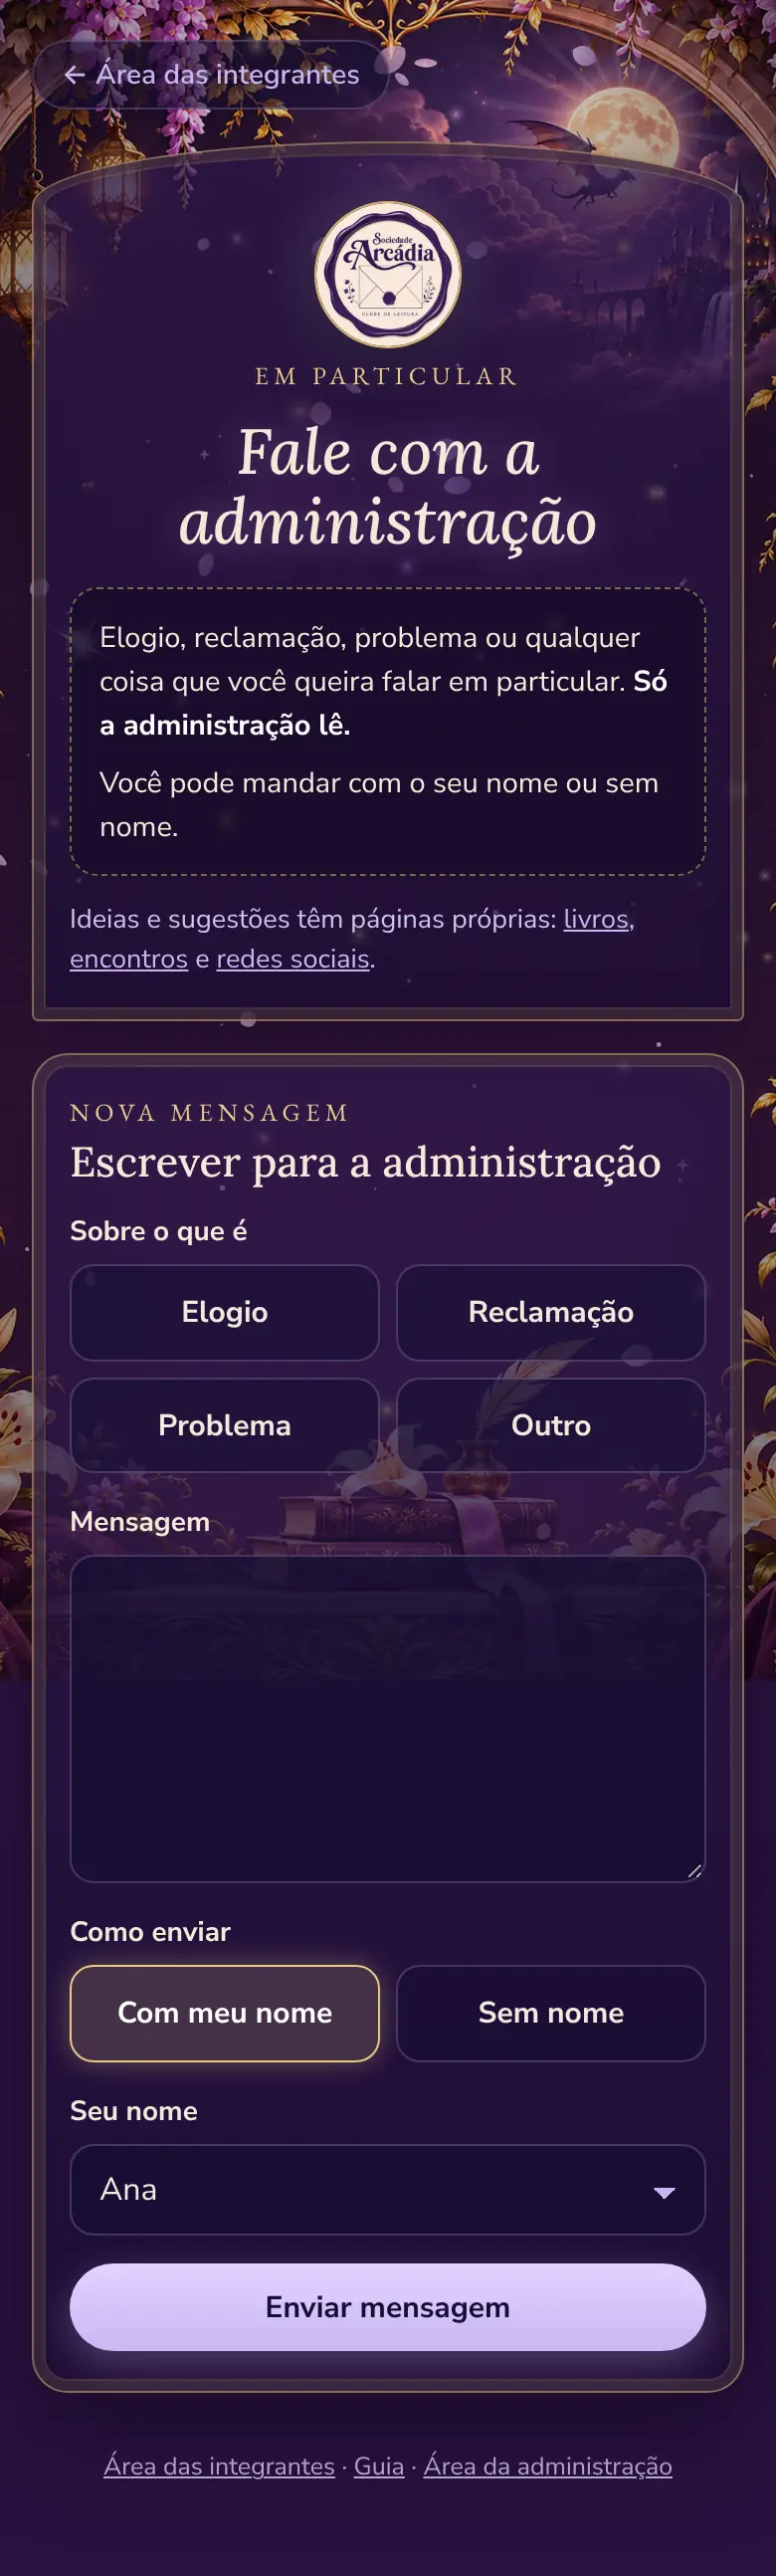 ← Área das integrantes
Sociedade
Arcádia
CLUBE DE LEITURA
EM PARTICULAR
Fale com a
administração
Elogio, reclamação, problema ou qualquer
coisa que você queira falar em particular. Só
a administração lê.
Você pode mandar com o seu nome ou sem
nome.
Ideias e sugestões têm páginas próprias: livros,
encontros e redes sociais.
NOVA MENSAGEM
Escrever para a administração
Sobre o que é
Elogio
Reclamação
Problema
Outro
Mensagem
Como enviar
Com meu nome
Sem nome
Seu nome
Ana
Enviar mensagem
Área das integrantes · Guia · Área da administração